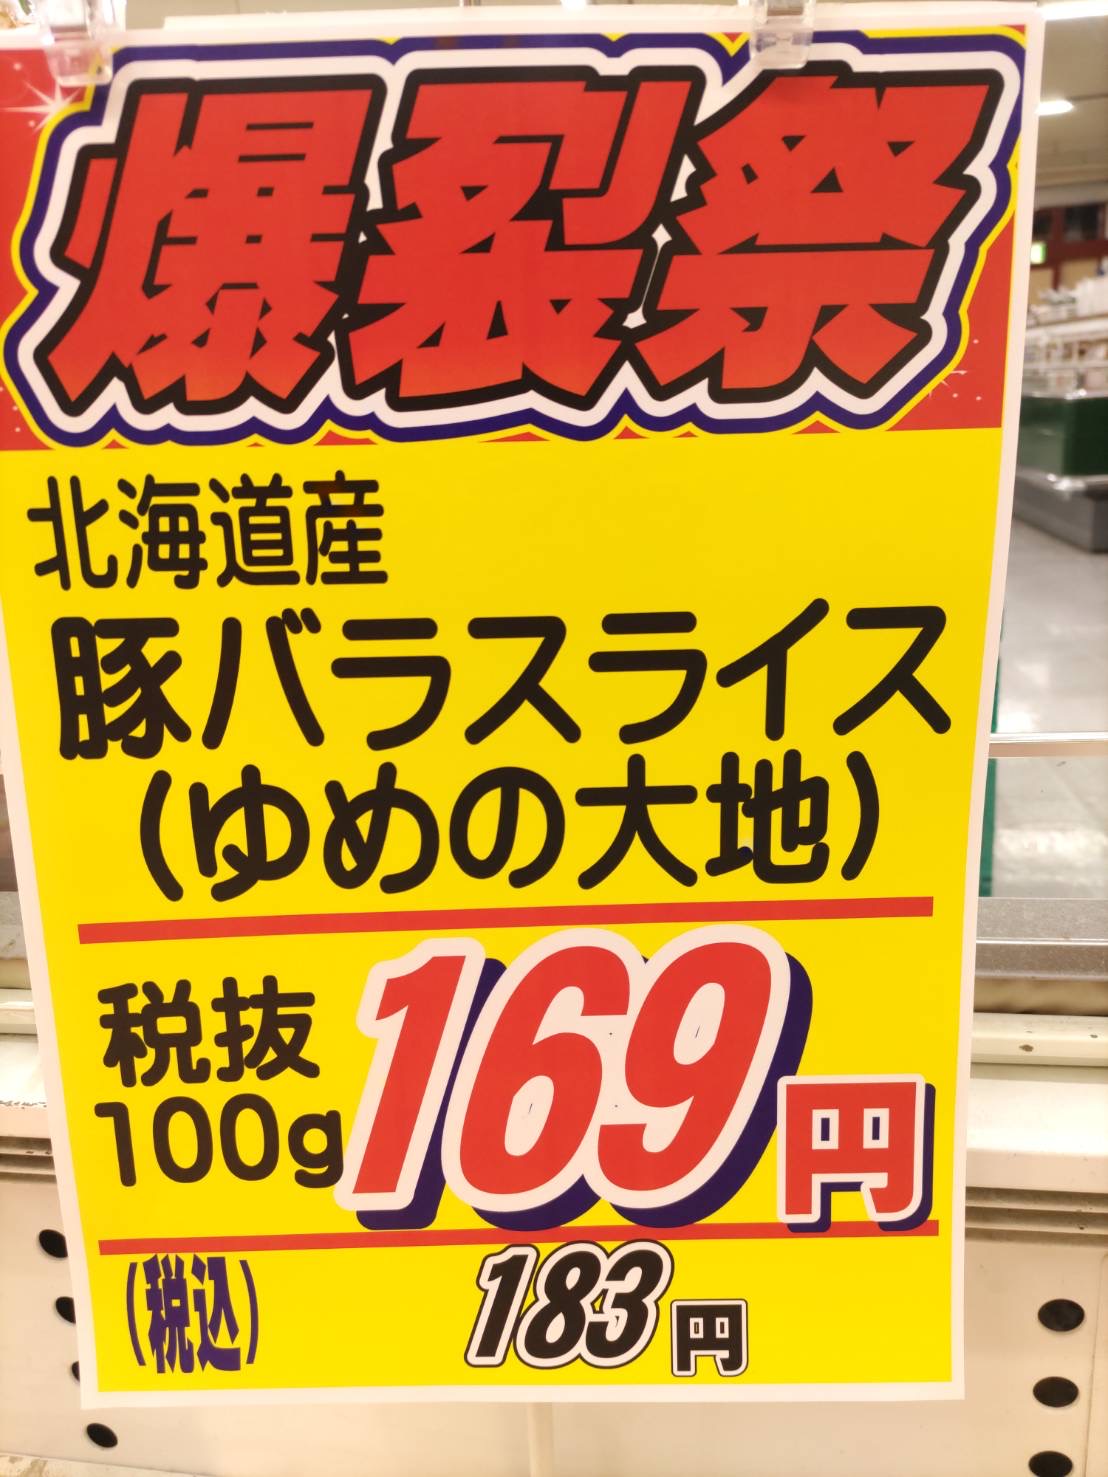 爆裂祭
北海道産
豚バラスライス
(ゆめの大地)
税抜
100g 169円
(税込) 183円